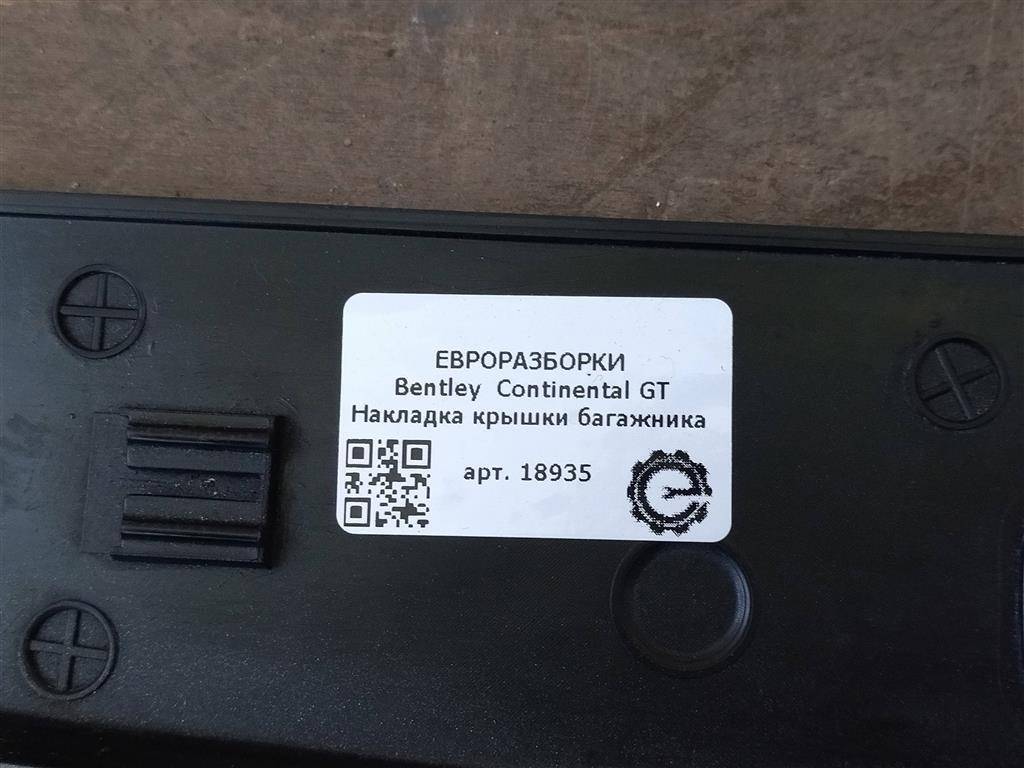 ЕВРОРАЗБОРКИ
Bentley Continental GT
Накладка крышки багажника
арт. 18935